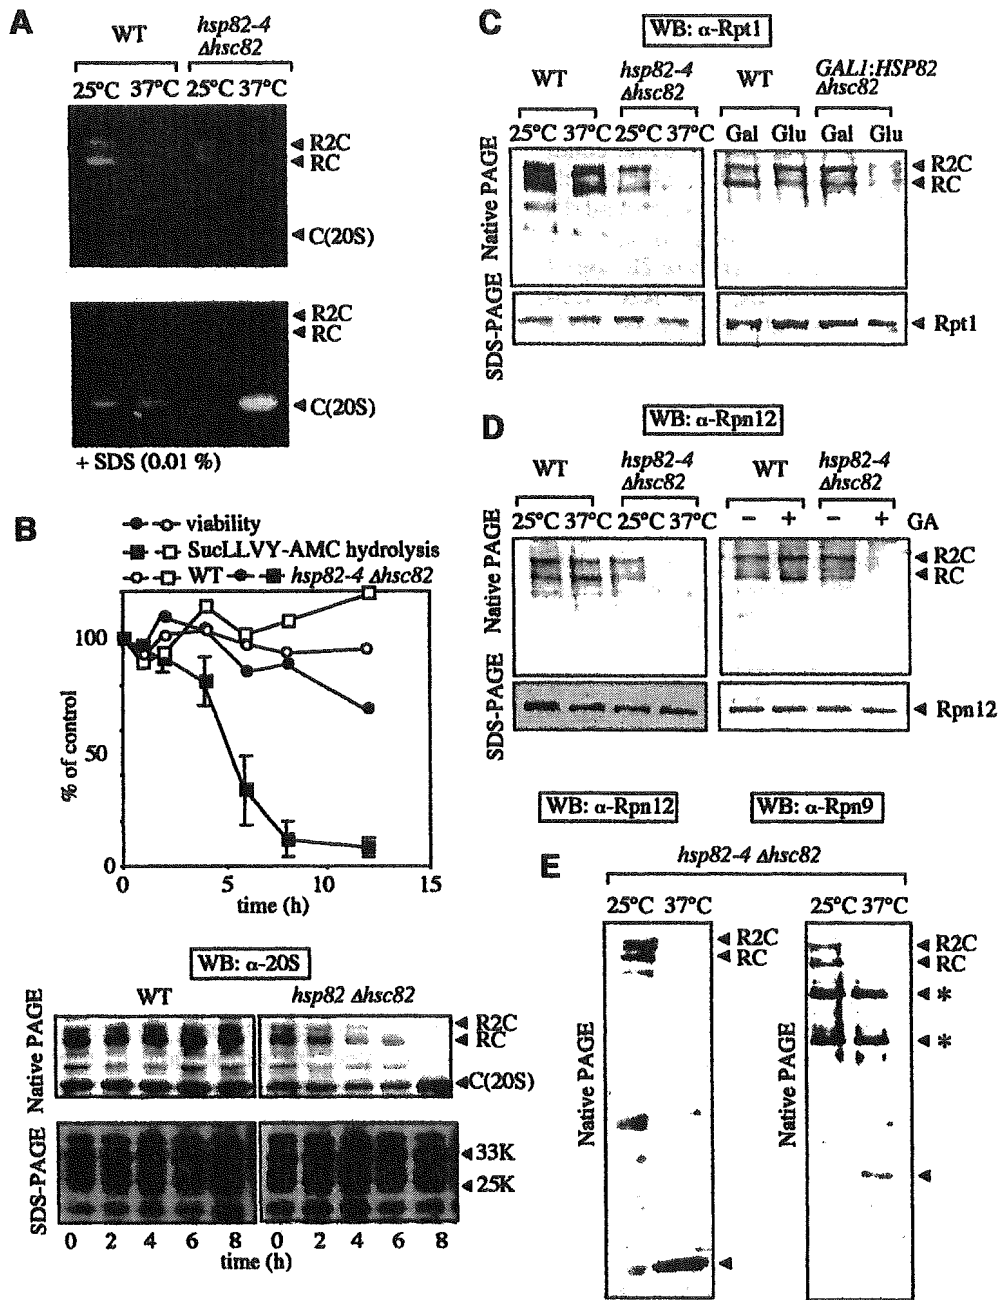 A
WT
hsp82-4
Δhsc82
25°C 37°C 25°C 37°C
R2C
RC
C(20S)
R2C
RC
C(20S)
+ SDS (0.01 %)
B
viability
SucLLVY-AMC hydrolysis
WT hsp82-4 Δhsc82
100
50
0
% of control
0 5 10 15
time (h)
WB: α-20S
WT
hsp82 Δhsc82
Native PAGE
R2C
RC
C(20S)
SDS-PAGE
33K
25K
0 2 4 6 8 0 2 4 6 8
time (h)
C
WB: α-Rpt1
WT
hsp82-4
Δhsc82
WT
GAL1:HSP82
Δhsc82
25°C 37°C 25°C 37°C
Gal Glu Gal Glu
Native PAGE
R2C
RC
SDS-PAGE
Rpt1
D
WB: α-Rpn12
WT
hsp82-4
Δhsc82
WT
hsp82-4
Δhsc82
25°C 37°C 25°C 37°C
− + − + GA
Native PAGE
R2C
RC
SDS-PAGE
Rpn12
WB: α-Rpn12
WB: α-Rpn9
E
hsp82-4 Δhsc82
25°C 37°C
25°C 37°C
Native PAGE
R2C
RC
Native PAGE
R2C
RC
*
*